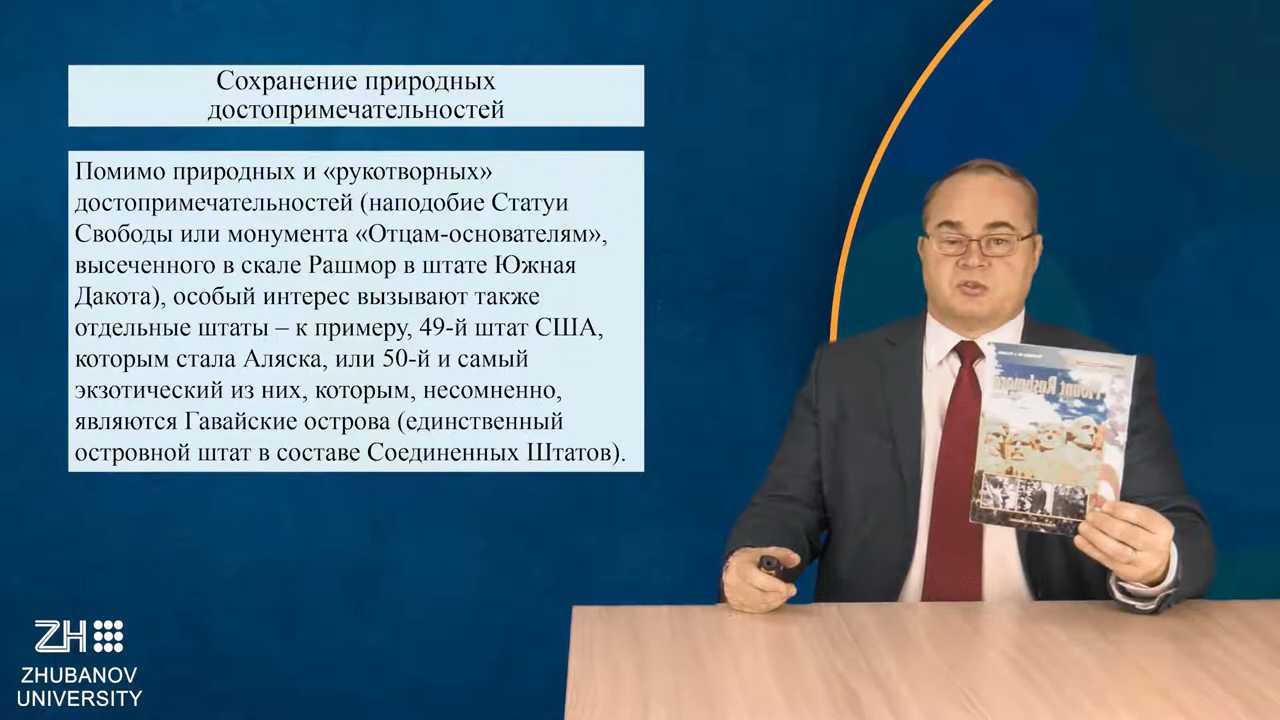 Сохранение природных
достопримечательностей
Помимо природных и «рукотворных»
достопримечательностей (наподобие Статуи
Свободы или монумента «Отцам-основателям»,
высеченного в скале Рашмор в штате Южная
Дакота), особый интерес вызывают также
отдельные штаты – к примеру, 49-й штат США,
которым стала Аляска, или 50-й и самый
экзотический из них, которым, несомненно,
являются Гавайские острова (единственный
островной штат в составе Соединенных Штатов).
Mount Rushmore
ZH
ZHUBANOV
UNIVERSITY